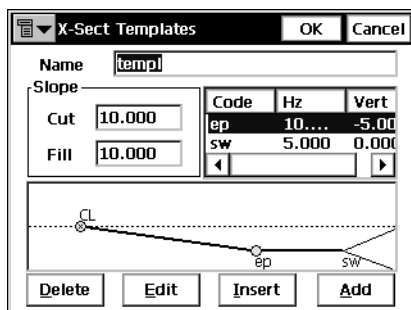 X-Sect Templates OK Cancel
Name templ
Slope
Cut 10.000
Fill 10.000
Code Hz Vert
ep 10.... -5.00
sw 5.000 0.000
CL
ep sw
Delete Edit Insert Add